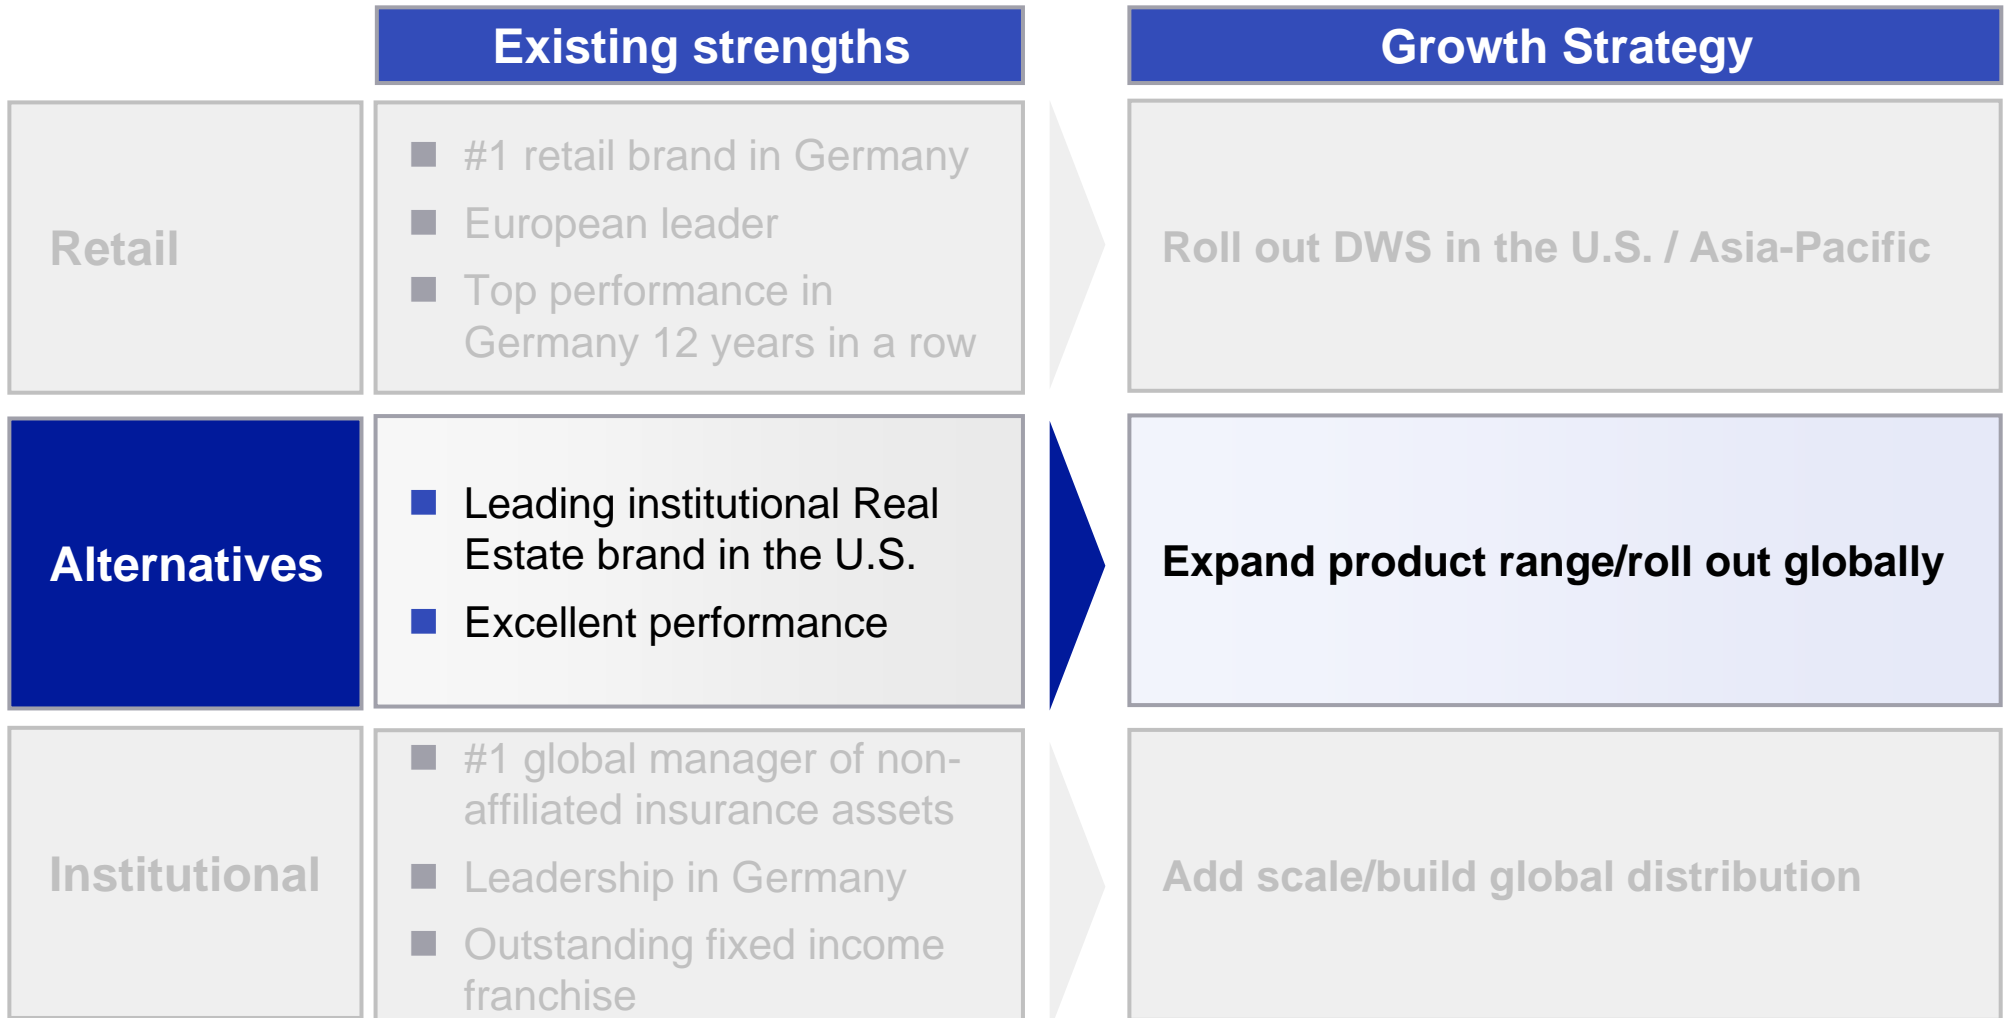 Existing strengths
Growth Strategy
Retail
#1 retail brand in Germany
European leader
Top performance in
Germany 12 years in a row
Roll out DWS in the U.S. / Asia-Pacific
Alternatives
Leading institutional Real
Estate brand in the U.S.
Excellent performance
Expand product range/roll out globally
Institutional
#1 global manager of non-
affiliated insurance assets
Leadership in Germany
Outstanding fixed income
franchise
Add scale/build global distribution